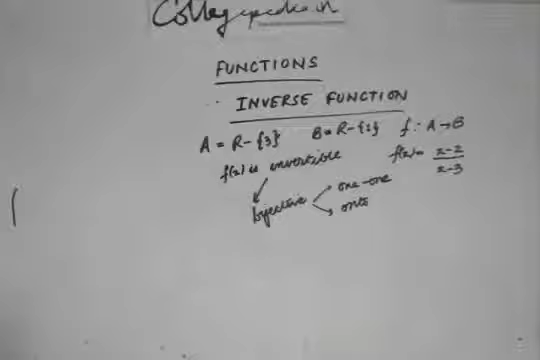 FUNCTIONS
INVERSE FUNCTION
A = R-{3} B = R-{1} f: A → B
f(x) is invertible f(x) = x-2 / x-3
bijective one-one
onto